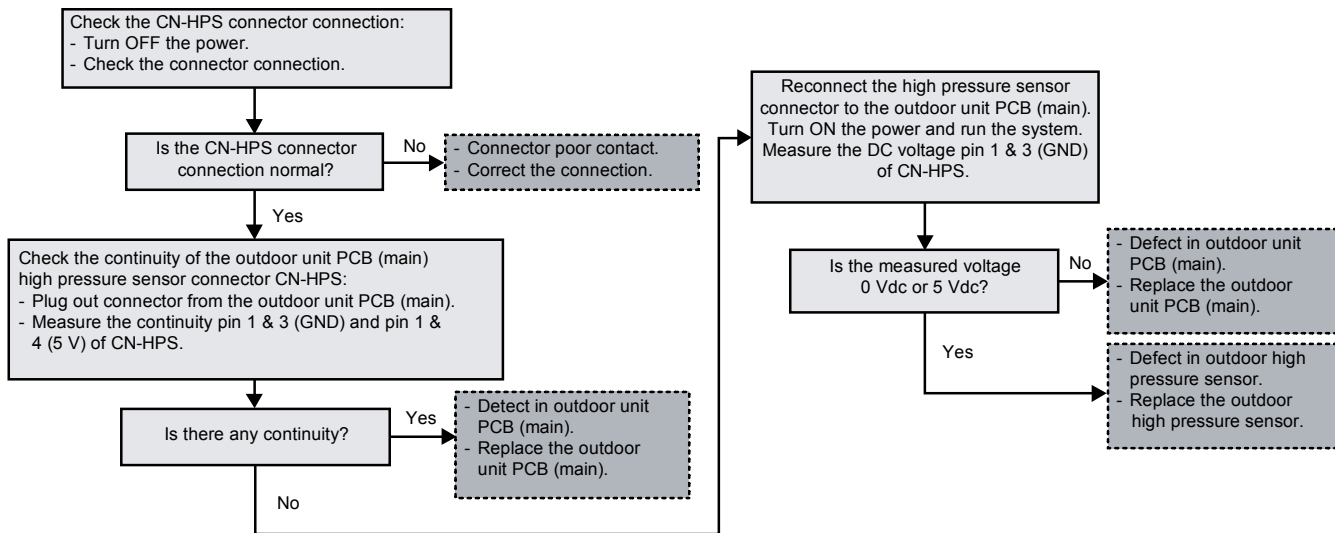 Check the CN-HPS connector connection:
- Turn OFF the power.
- Check the connector connection.
Is the CN-HPS connector
connection normal?
No
- Connector poor contact.
- Correct the connection.
Yes
Check the continuity of the outdoor unit PCB (main)
high pressure sensor connector CN-HPS:
- Plug out connector from the outdoor unit PCB (main).
- Measure the continuity pin 1 & 3 (GND) and pin 1 &
4 (5 V) of CN-HPS.
Is there any continuity?
Yes
- Detect in outdoor unit
PCB (main).
- Replace the outdoor
unit PCB (main).
No
Reconnect the high pressure sensor
connector to the outdoor unit PCB (main).
Turn ON the power and run the system.
Measure the DC voltage pin 1 & 3 (GND)
of CN-HPS.
Is the measured voltage
0 Vdc or 5 Vdc?
No
- Defect in outdoor unit
PCB (main).
- Replace the outdoor
unit PCB (main).
Yes
- Defect in outdoor high
pressure sensor.
- Replace the outdoor
high pressure sensor.